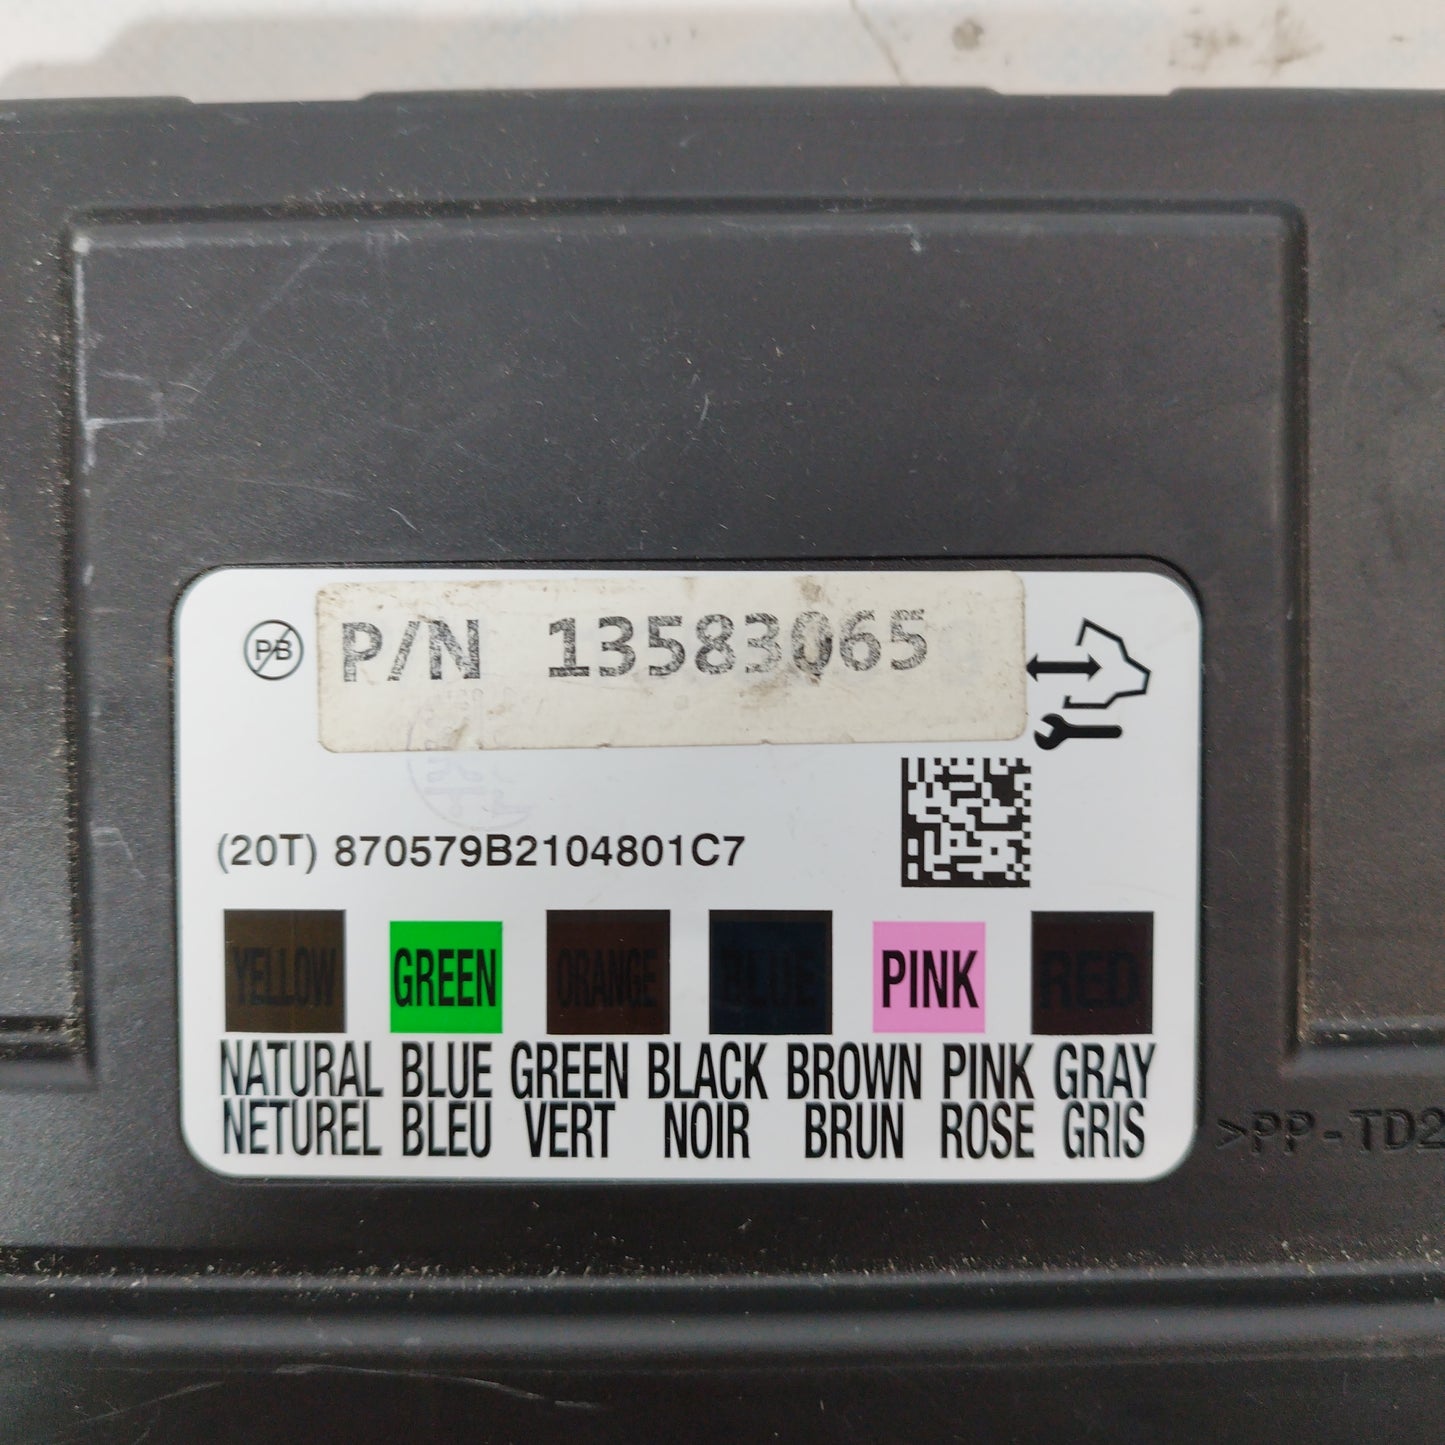 PB
P/N 13583065
(20T) 870579B2104801C7
YELLOW GREEN ORANGE BLUE PINK RED
NATURAL BLUE GREEN BLACK BROWN PINK GRAY
NETUREL BLEU VERT NOIR BRUN ROSE GRIS
>PP-TD2